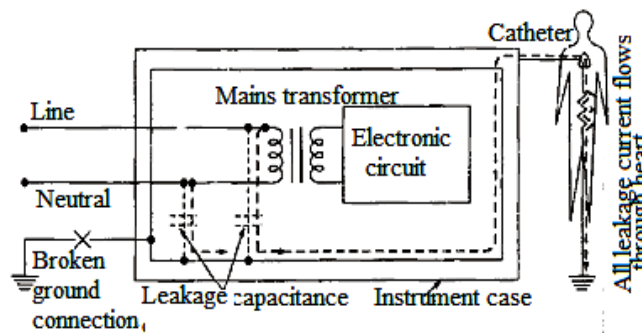 Catheter
Line
Mains transformer
Electronic
circuit
Neutral
Broken
ground
connection
Leakage capacitance
Instrument case
All leakage current flows
through heart